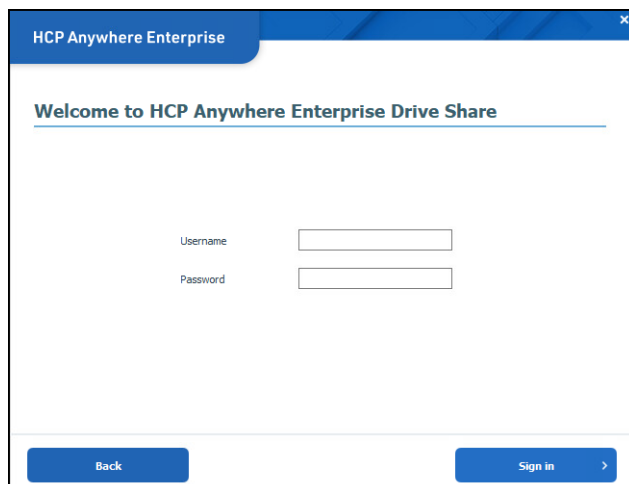 HCP Anywhere Enterprise
Welcome to HCP Anywhere Enterprise Drive Share
Username
Password
Back
Sign in